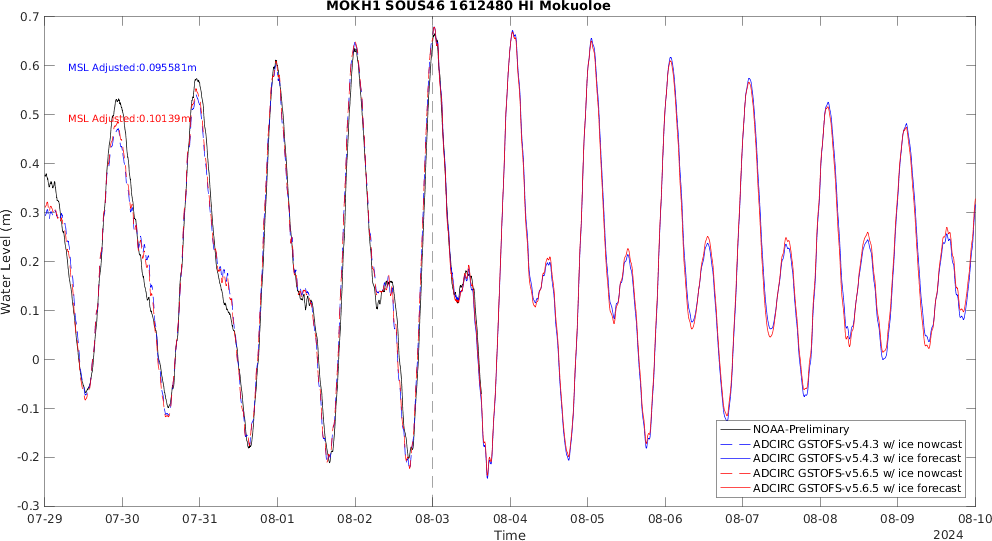 MOKH1 SOUS46 1612480 HI Mokuoloe
0.7
0.6
0.5
0.4
0.3
0.2
0.1
0
-0.1
-0.2
-0.3
Water Level (m)
MSL Adjusted:0.095581m
MSL Adjusted:0.10139m
NOAA-Preliminary
ADCIRC GSTOFS-v5.4.3 w/ ice nowcast
ADCIRC GSTOFS-v5.4.3 w/ ice forecast
ADCIRC GSTOFS-v5.6.5 w/ ice nowcast
ADCIRC GSTOFS-v5.6.5 w/ ice forecast
07-29 07-30 07-31 08-01 08-02 08-03 08-04 08-05 08-06 08-07 08-08 08-09 08-10
Time
2024